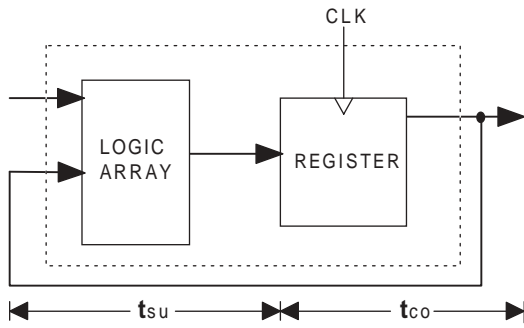 CLK
LOGIC
ARRAY
REGISTER
tsu
tco